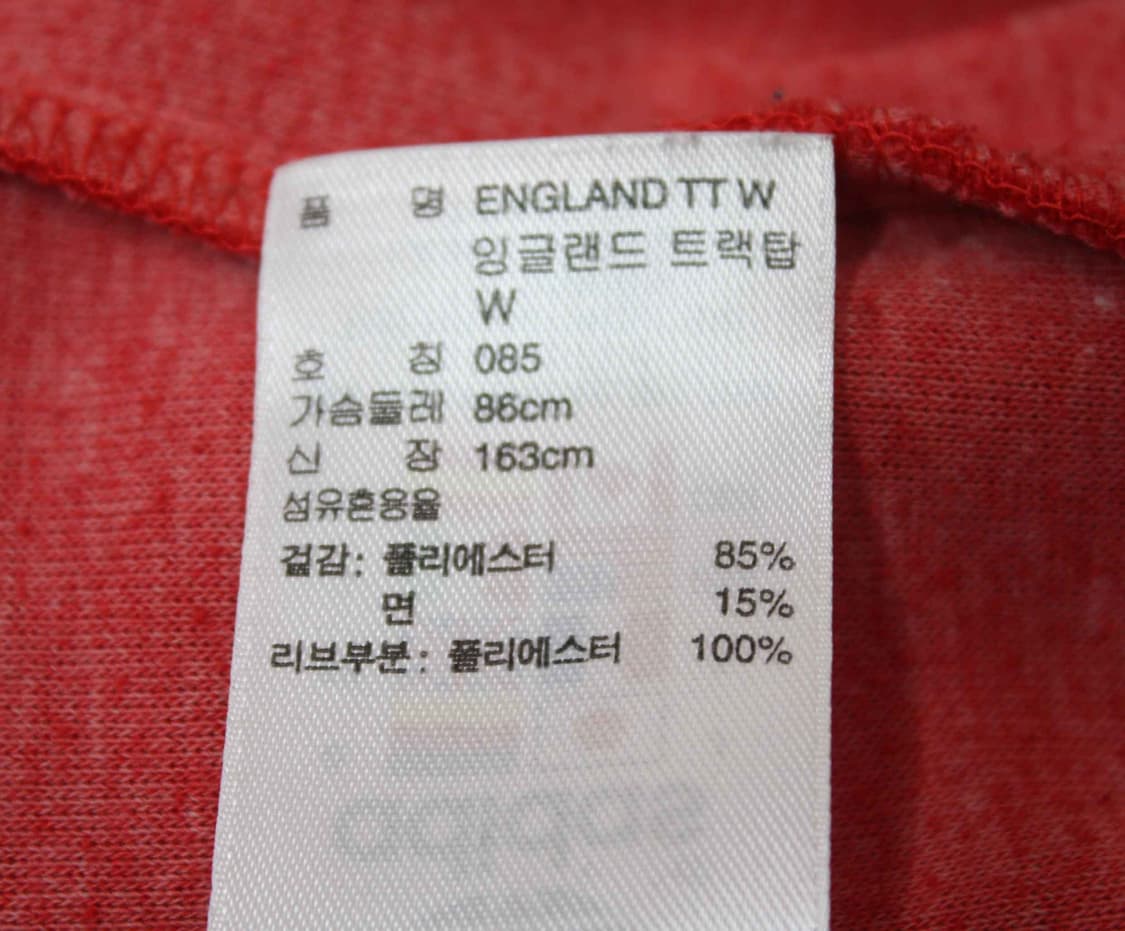 품 명 ENGLAND TT W
잉글랜드 트랙탑
W
호 칭 085
가슴둘레 86cm
신 장 163cm
섬유혼용율
겉감: 폴리에스터 85%
면 15%
리브부분: 폴리에스터 100%